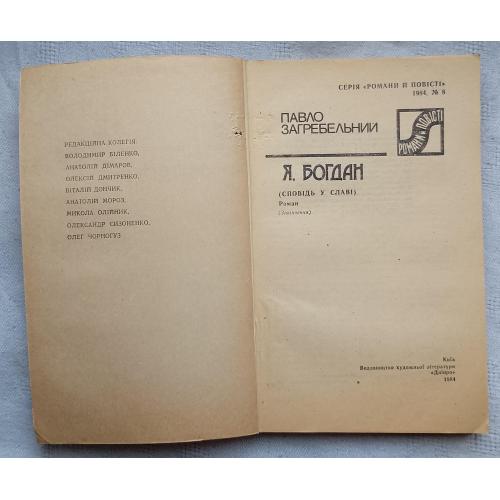 РЕДАКЦІЙНА КОЛЕГІЯ:
ВОЛОДИМИР БІЛЕНКО,
АНАТОЛІЙ ДІМАРОВ,
ОЛЕКСІЙ ДМИТРЕНКО,
ВІТАЛІЙ ДОНЧИК,
АНАТОЛІЙ МОРОЗ,
МИКОЛА ОЛІЙНИК,
ОЛЕКСАНДР СИЗОНЕНКО,
ОЛЕГ ЧОРНОГУЗ
СЕРІЯ «РОМАНИ Й ПОВІСТІ»
1984, № 8
ПАВЛО
ЗАГРЕБЕЛЬНИЙ
РОМАНИ Й ПОВІСТІ
Я, БОГДАН
(СПОВІДЬ У СЛАВІ)
Роман
(Закінчення)
Київ
Видавництво художньої літератури
«Дніпро»
1984